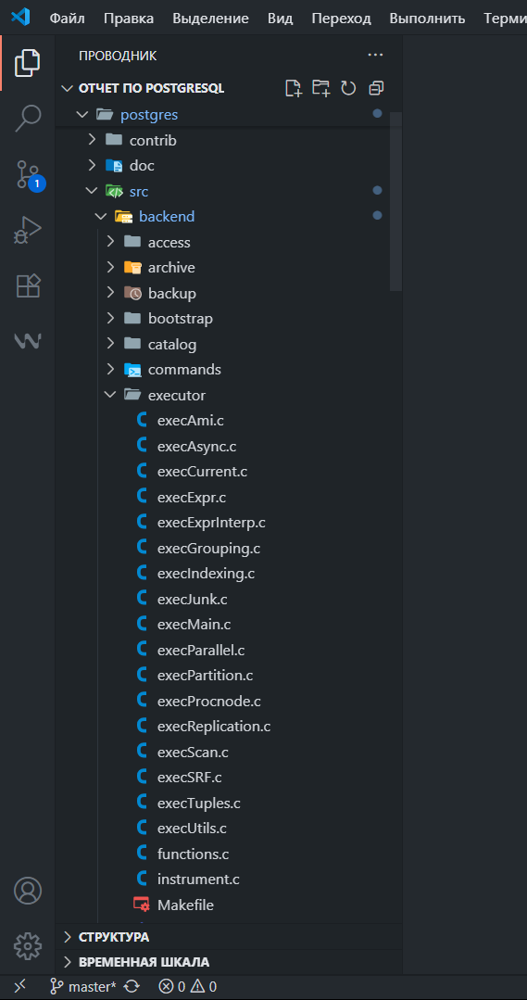 Файл Правка Выделение Вид Переход Выполнить Терми
ПРОВОДНИК
ОТЧЕТ ПО POSTGRESQL
postgres
contrib
doc
src
1
backend
access
archive
backup
bootstrap
catalog
commands
executor
execAmi.c
execAsync.c
execCurrent.c
execExpr.c
execExprInterp.c
execGrouping.c
execIndexing.c
execJunk.c
execMain.c
execParallel.c
execPartition.c
execProcnode.c
execReplication.c
execScan.c
execSRF.c
execTuples.c
execUtils.c
functions.c
instrument.c
Makefile
СТРУКТУРА
ВРЕМЕННАЯ ШКАЛА
master* 0 0